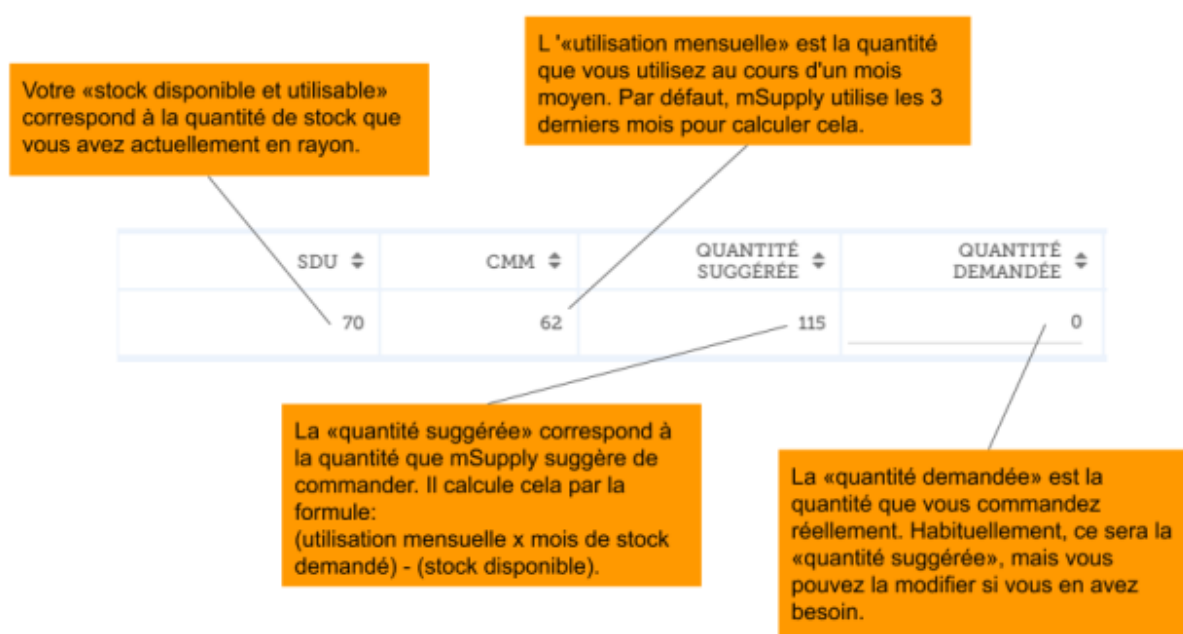 L '«utilisation mensuelle» est la quantité
que vous utilisez au cours d'un mois
moyen. Par défaut, mSupply utilise les 3
derniers mois pour calculer cela.
Votre «stock disponible et utilisable»
correspond à la quantité de stock que
vous avez actuellement en rayon.
SDU
CMM
QUANTITÉ
SUGGÉRÉE
QUANTITÉ
DEMANDÉE
70
62
115
0
La «quantité suggérée» correspond à
la quantité que mSupply suggère de
commander. Il calcule cela par la
formule:
(utilisation mensuelle x mois de stock
demandé) - (stock disponible).
La «quantité demandée» est la
quantité que vous commandez
réellement. Habituellement, ce sera la
«quantité suggérée», mais vous
pouvez la modifier si vous en avez
besoin.